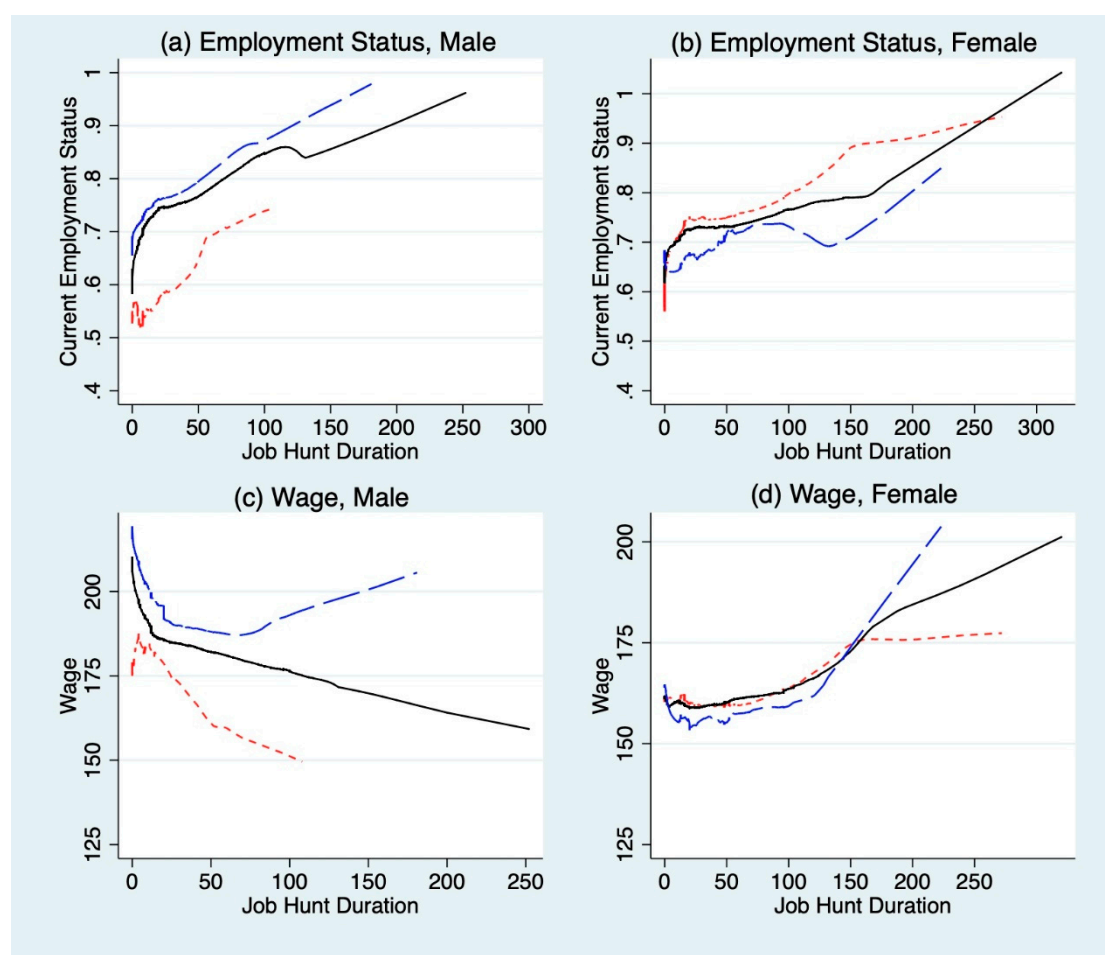 (a) Employment Status, Male
Current Employment Status
.4 .5 .6 .7 .8 .9 1
0 50 100 150 200 250 300
Job Hunt Duration
(b) Employment Status, Female
Current Employment Status
.4 .5 .6 .7 .8 .9 1
0 50 100 150 200 250 300
Job Hunt Duration
(c) Wage, Male
Wage
125 150 175 200
0 50 100 150 200 250
Job Hunt Duration
(d) Wage, Female
Wage
125 150 175 200
0 50 100 150 200 250
Job Hunt Duration